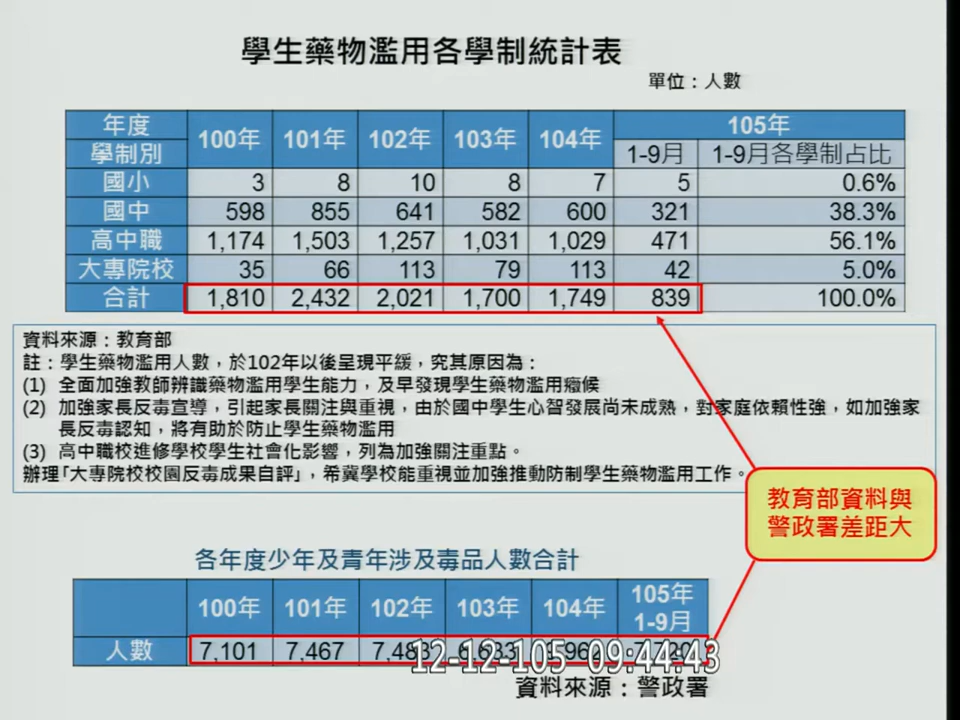 學生藥物濫用各學制統計表
單位：人數
年度 100年 101年 102年 103年 104年 105年
學制別 1-9月 1-9月各學制占比
國小 3 8 10 8 7 5 0.6%
國中 598 855 641 582 600 321 38.3%
高中職 1,174 1,503 1,257 1,031 1,029 471 56.1%
大專院校 35 66 113 79 113 42 5.0%
合計 1,810 2,432 2,021 1,700 1,749 839 100.0%
資料來源：教育部
註：學生藥物濫用人數，於102年以後呈現平緩，究其原因為：
(1) 全面加強教師辨識藥物濫用學生能力，及早發現學生藥物濫用癥候
(2) 加強家長反毒宣導，引起家長關注與重視，由於國中學生心智發展尚未成熟，對家庭依賴性強，如加強家
長反毒認知，將有助於防止學生藥物濫用
(3) 高中職校進修學校學生社會化影響，列為加強關注重點。
辦理「大專院校校園反毒成果自評」，希冀學校能重視並加強推動防制學生藥物濫用工作。
教育部資料與
警政署差距大
各年度少年及青年涉及毒品人數合計
100年 101年 102年 103年 104年 105年
1-9月
人數 7,101 7,467
12-12-105 09:44:43
資料來源：警政署